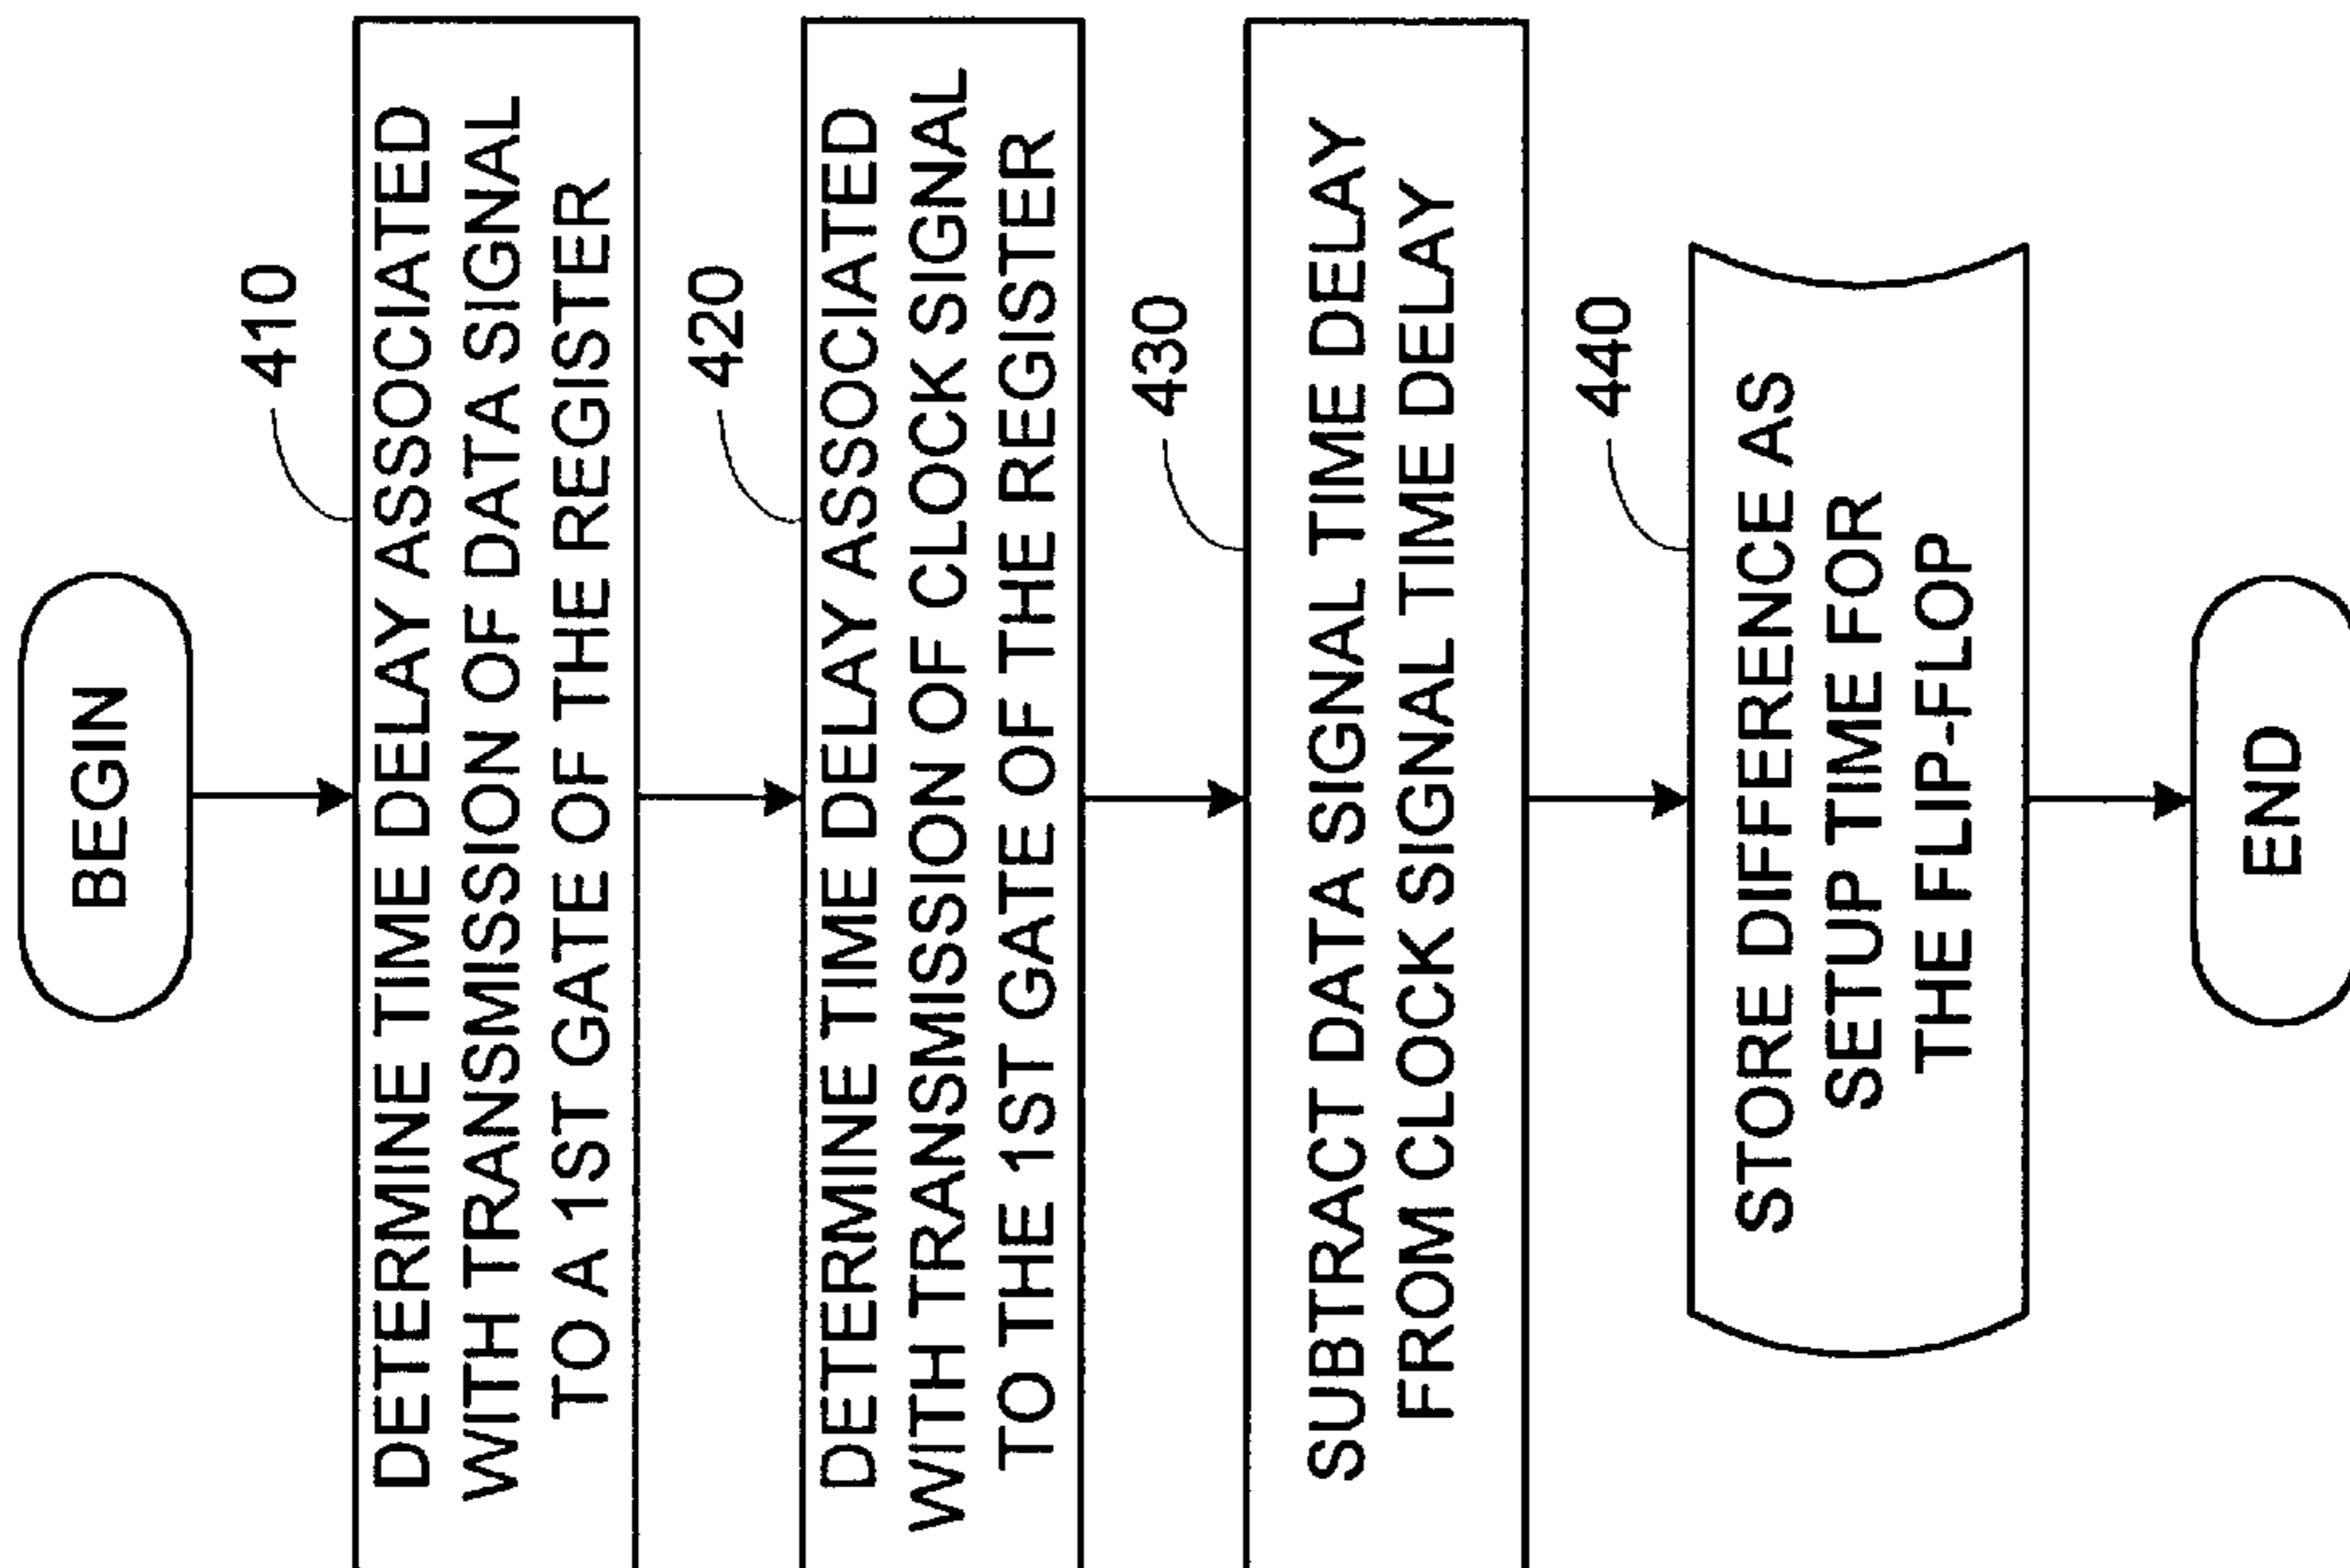 BEGIN
410
DETERMINE TIME DELAY ASSOCIATED
WITH TRANSMISSION OF DATA SIGNAL
TO A 1ST GATE OF THE REGISTER
420
DETERMINE TIME DELAY ASSOCIATED
WITH TRANSMISSION OF CLOCK SIGNAL
TO THE 1ST GATE OF THE REGISTER
430
SUBTRACT DATA SIGNAL TIME DELAY
FROM CLOCK SIGNAL TIME DELAY
440
STORE DIFFERENCE AS
SETUP TIME FOR
THE FLIP-FLOP
END